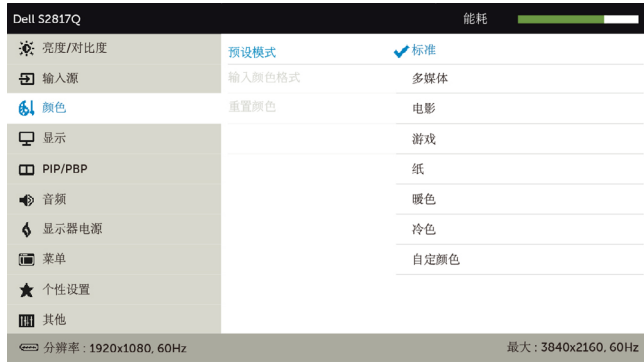 Dell S2817Q 能耗
亮度/对比度
输入源
颜色
显示
PIP/PBP
音频
显示器电源
菜单
个性设置
其他
预设模式
输入颜色格式
重置颜色
标准
多媒体
电影
游戏
纸
暖色
冷色
自定颜色
分辨率 : 1920x1080, 60Hz 最大 : 3840x2160, 60Hz